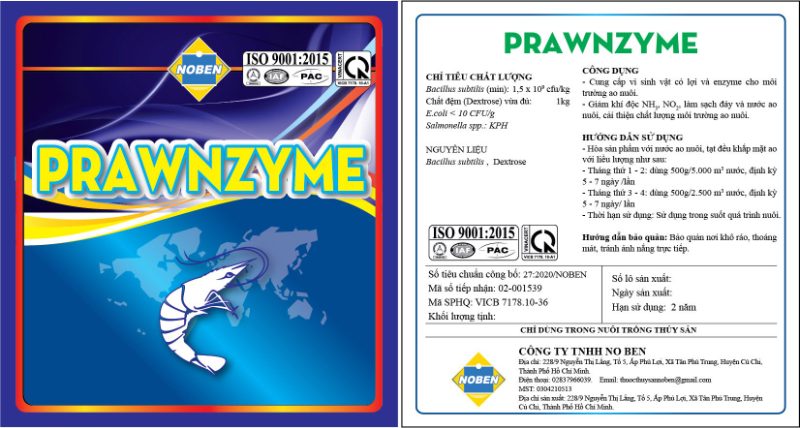 NOBEN
ISO 9001:2015
IAF
PAC
VINACERT
VICB 7178. 10-A1
PRAWNZYME
PRAWNZYME
CHỈ TIÊU CHẤT LƯỢNG
Bacillus subtilis (min): 1,5 x 10⁹ cfu/kg
Chất đệm (Dextrose) vừa đủ: 1kg
E.coli < 10 CFU/g
Salmonella spp.: KPH
NGUYÊN LIỆU
Bacillus subtilis , Dextrose
CÔNG DỤNG
- Cung cấp vi sinh vật có lợi và enzyme cho môi
trường ao nuôi.
- Giảm khí độc NH₃, NO₂, làm sạch đáy và nước ao
nuôi, cải thiện chất lượng môi trường ao nuôi.
HƯỚNG DẪN SỬ DỤNG
- Hòa sản phẩm với nước ao nuôi, tạt đều khắp mặt ao
với liều lượng như sau:
- Tháng thứ 1 - 2: dùng 500g/5.000 m³ nước, định kỳ
5 - 7 ngày /lần
- Tháng thứ 3 - 4: dùng 500g/2.500 m³ nước, định kỳ
5 - 7 ngày/ lần
- Thời hạn sử dụng: Sử dụng trong suốt quá trình nuôi.
Hướng dẫn bảo quản: Bảo quản nơi khô ráo, thoáng
mát, tránh ánh nắng trực tiếp.
ISO 9001:2015
IAF
PAC
VINACERT
VICB 7178. 10-A1
Số tiêu chuẩn công bố: 27:2020/NOBEN
Mã số tiếp nhận: 02-001539
Mã SPHQ: VICB 7178.10-36
Khối lượng tịnh:
Số lô sản xuất:
Ngày sản xuất:
Hạn sử dụng: 2 năm
CHỈ DÙNG TRONG NUÔI TRỒNG THỦY SẢN
NOBEN
CÔNG TY TNHH NO BEN
Địa chỉ: 228/9 Nguyễn Thị Lắng, Tổ 5, Ấp Phú Lợi, Xã Tân Phú Trung, Huyện Củ Chi,
Thành Phố Hồ Chí Minh.
Điện thoại: 02837966039. Email: thuocthuysannoben@gmail.com
MST: 0304210513
Địa chỉ sản xuất: 228/9 Nguyễn Thị Lắng, Tổ 5, Ấp Phú Lợi, Xã Tân Phú Trung, Huyện
Củ Chi, Thành Phố Hồ Chí Minh.